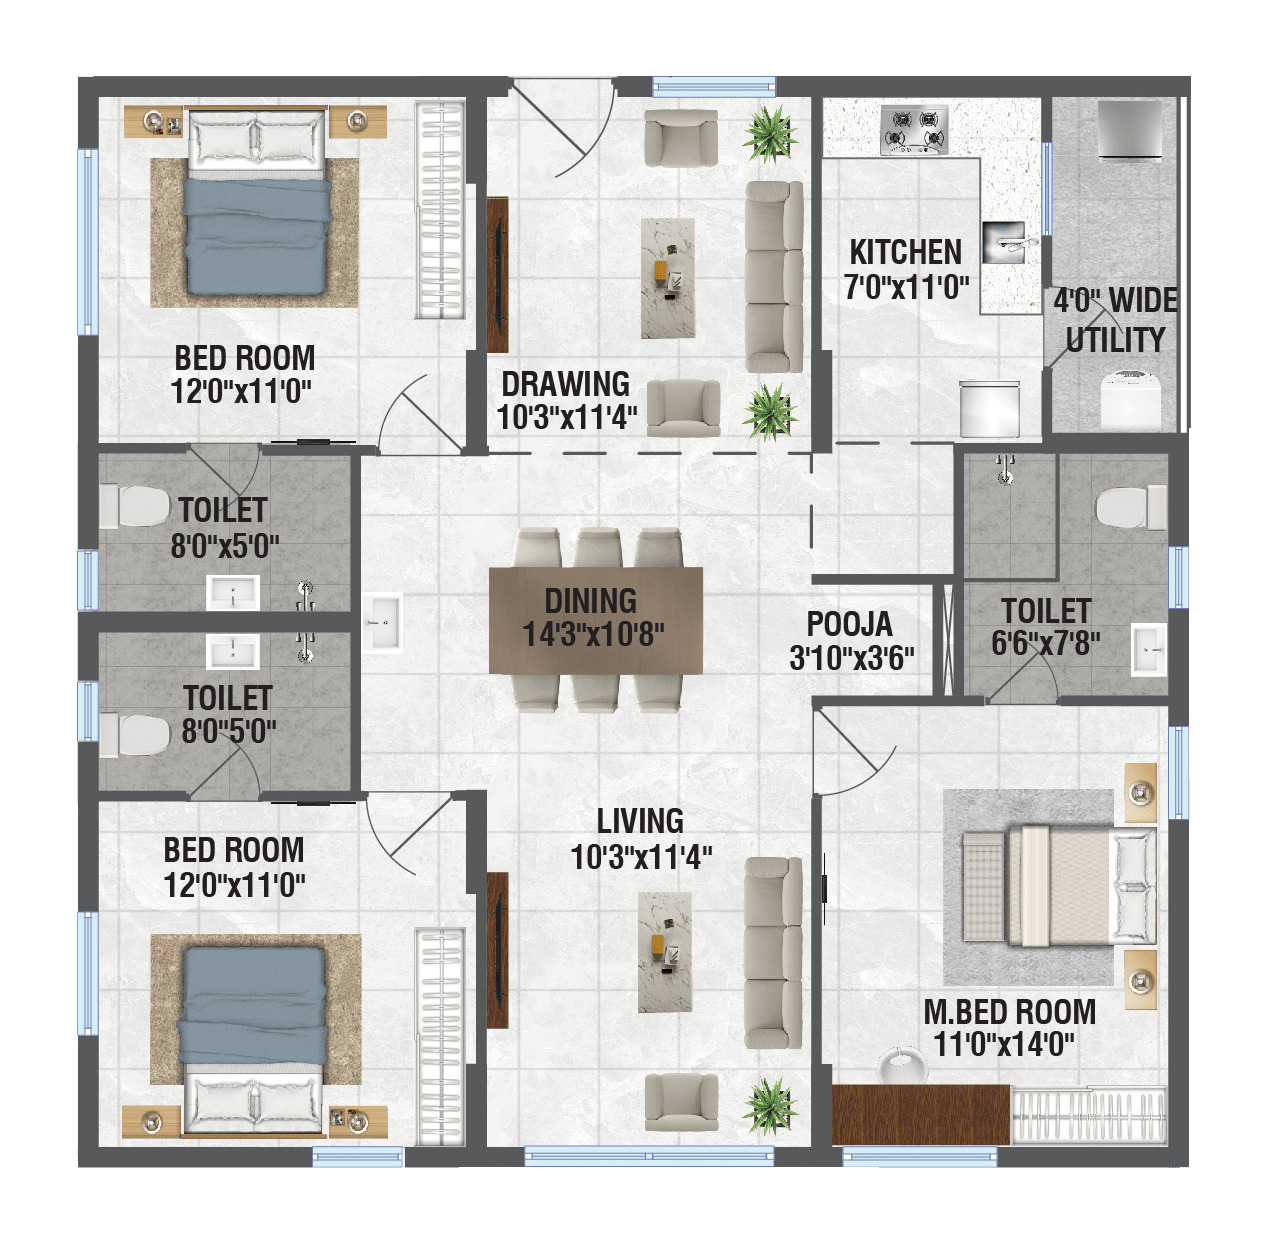 BED ROOM
12'0"x11'0"
DRAWING
10'3"x11'4"
KITCHEN
7'0"x11'0"
4'0" WIDE
UTILITY
TOILET
8'0"x5'0"
DINING
14'3"x10'8"
POOJA
3'10"x3'6"
TOILET
6'6"x7'8"
TOILET
8'0"5'0"
BED ROOM
12'0"x11'0"
LIVING
10'3"x11'4"
M.BED ROOM
11'0"x14'0"